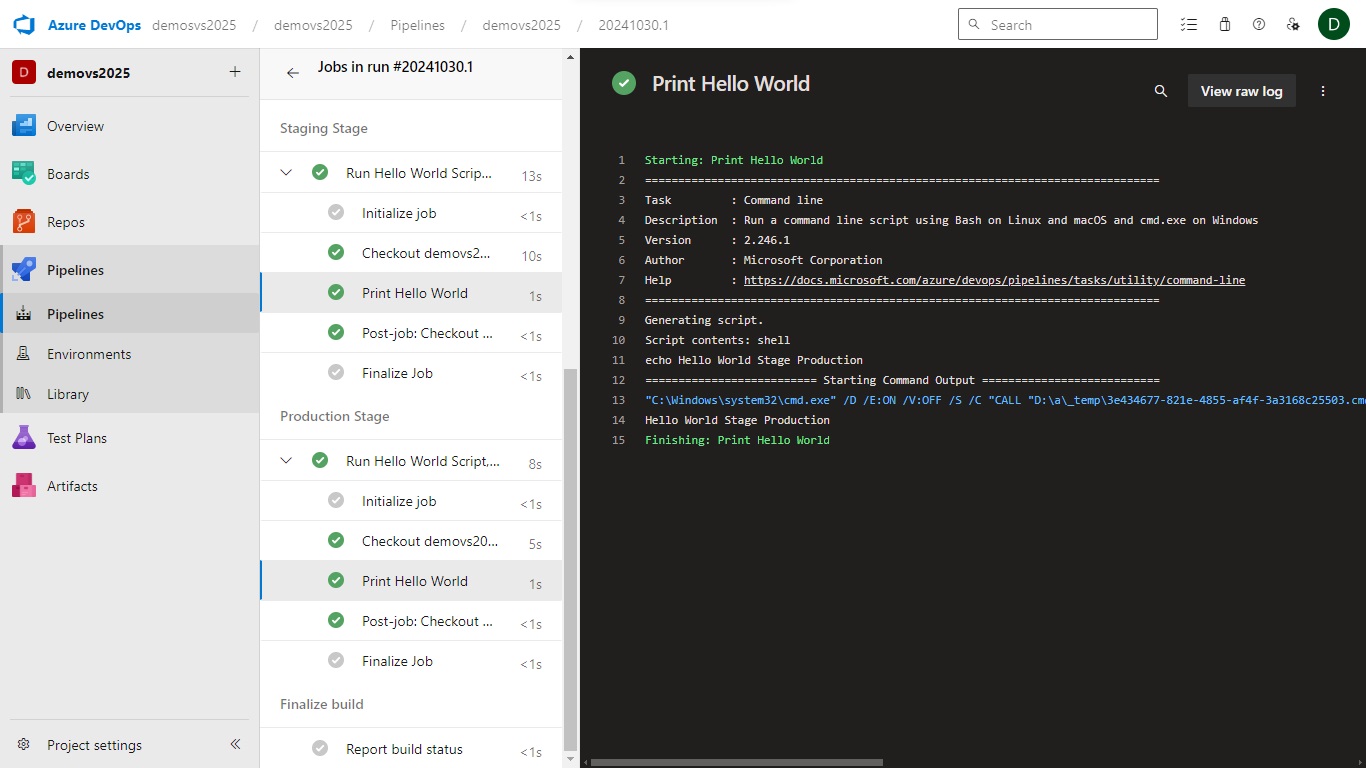 Azure DevOps demosvs2025 / demovs2025 / Pipelines / demovs2025 / 20241030.1 Search D
D demovs2025 +
Overview
Boards
Repos
Pipelines
Pipelines
Environments
Library
Test Plans
Artifacts
Project settings
Jobs in run #20241030.1
Staging Stage
Run Hello World Scrip... 13s
Initialize job <1s
Checkout demovs2... 10s
Print Hello World 1s
Post-job: Checkout ... <1s
Finalize Job <1s
Production Stage
Run Hello World Script,... 8s
Initialize job <1s
Checkout demovs20... 5s
Print Hello World 1s
Post-job: Checkout ... <1s
Finalize Job <1s
Finalize build
Report build status <1s
Print Hello World
View raw log
1 Starting: Print Hello World
2 ==============================================================================
3 Task : Command line
4 Description : Run a command line script using Bash on Linux and macOS and cmd.exe on Windows
5 Version : 2.246.1
6 Author : Microsoft Corporation
7 Help : https://docs.microsoft.com/azure/devops/pipelines/tasks/utility/command-line
8 ==============================================================================
9 Generating script.
10 Script contents: shell
11 echo Hello World Stage Production
12 ========================== Starting Command Output ===========================
13 "C:\Windows\system32\cmd.exe" /D /E:ON /V:OFF /S /C "CALL "D:\a\_temp\3e434677-821e-4855-af4f-3a3168c25503.cm
14 Hello World Stage Production
15 Finishing: Print Hello World